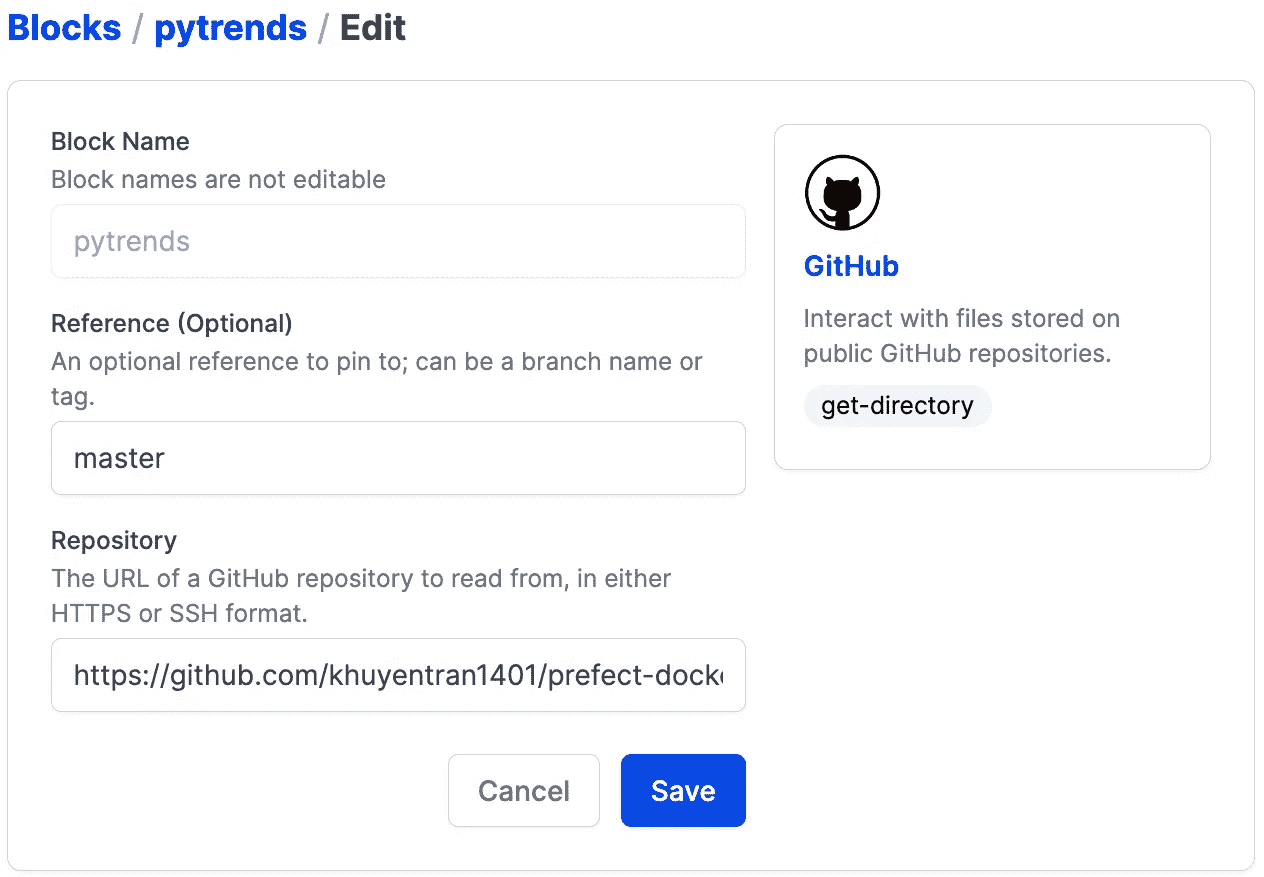 Blocks / pytrends / Edit
Block Name
Block names are not editable
pytrends
Reference (Optional)
An optional reference to pin to; can be a branch name or
tag.
master
Repository
The URL of a GitHub repository to read from, in either
HTTPS or SSH format.
https://github.com/khuyentran1401/prefect-docke
Cancel
Save
GitHub
Interact with files stored on
public GitHub repositories.
get-directory